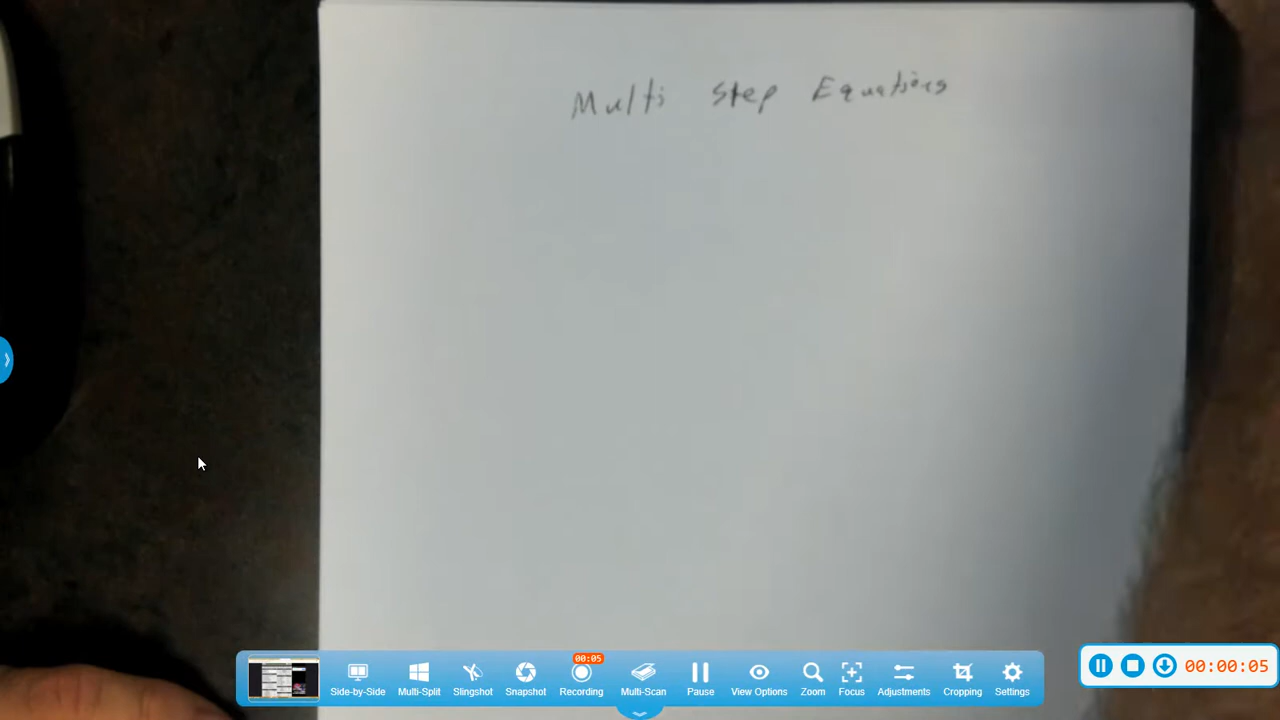 Multi Step Equations
00:05
Side-by-Side Multi-Split Slingshot Snapshot Recording Multi-Scan Pause View Options Zoom Focus Adjustments Cropping Settings
00:00:05